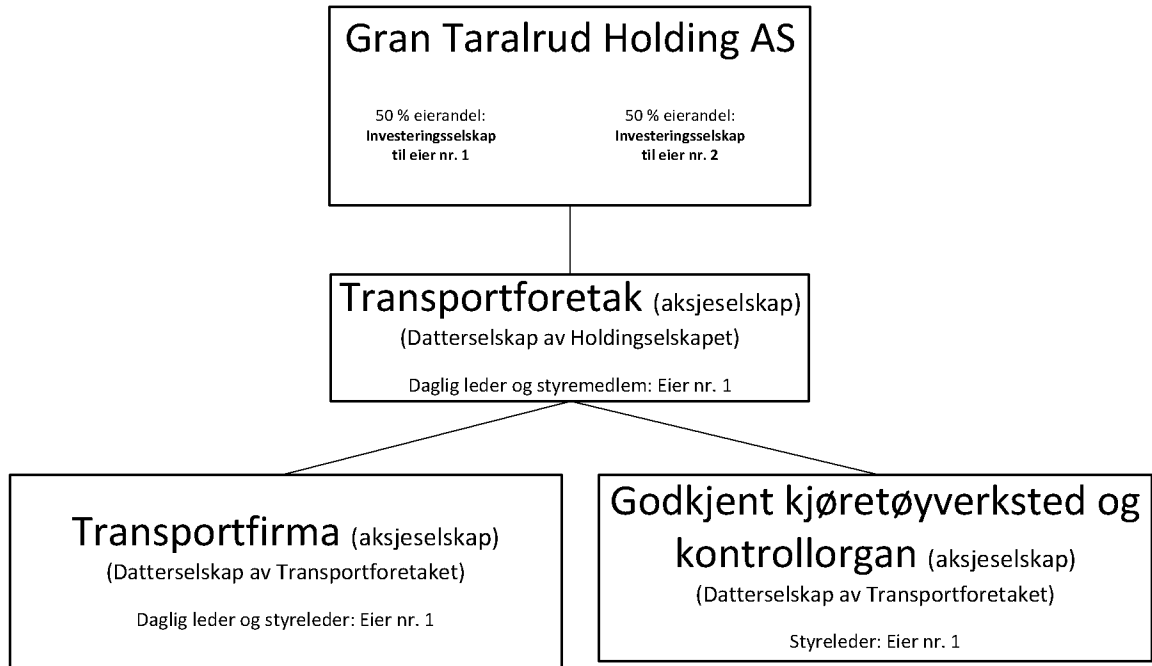 Gran Taralrud Holding AS
50 % eierandel:
Investeringsselskap
til eier nr. 1
50 % eierandel:
Investeringsselskap
til eier nr. 2
Transportforetak (aksjeselskap)
(Datterselskap av Holdingselskapet)
Daglig leder og styremedlem: Eier nr. 1
Transportfirma (aksjeselskap)
(Datterselskap av Transportforetaket)
Daglig leder og styreleder: Eier nr. 1
Godkjent kjøretøyverksted og
kontrollorgan (aksjeselskap)
(Datterselskap av Transportforetaket)
Styreleder: Eier nr. 1